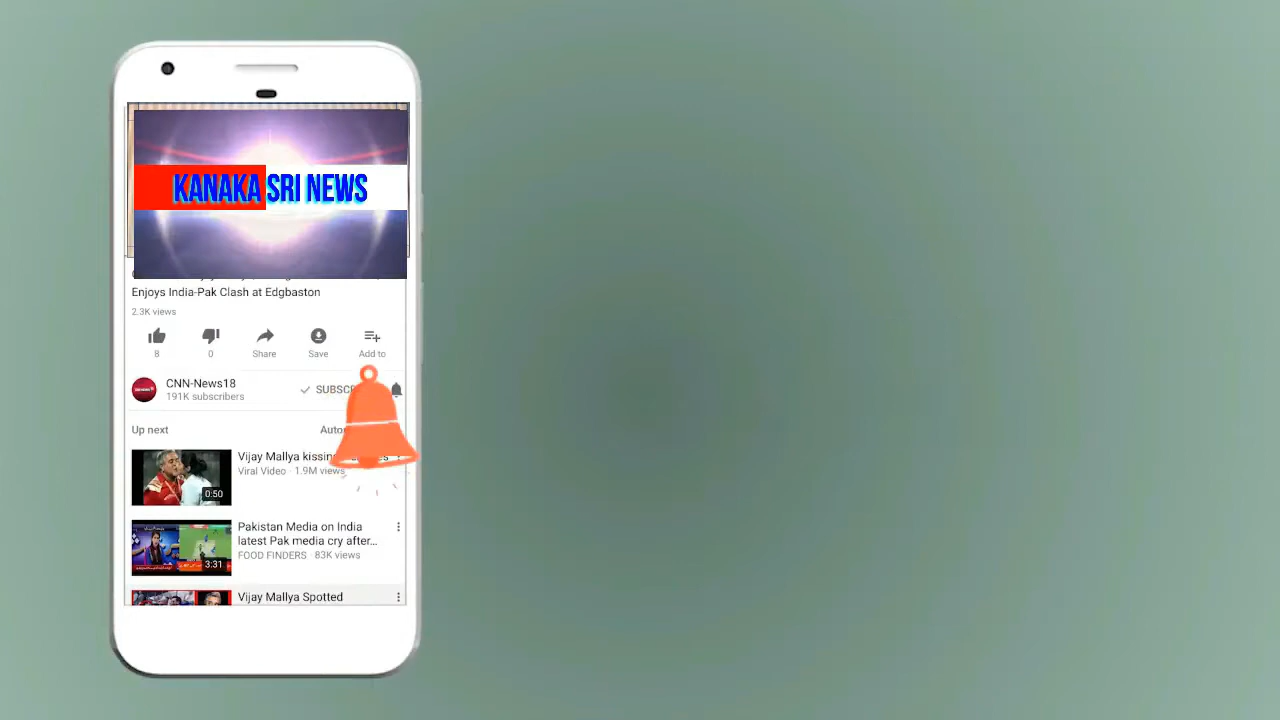 KANAKA SRI NEWS
Enjoys India-Pak Clash at Edgbaston
2.3K views
8
0
Share
Save
Add to
CNN-News18
191K subscribers
Up next
Vijay Mallya kissing
Viral Video · 1.9M views
0:50
Pakistan Media on India
latest Pak media cry after...
FOOD FINDERS · 83K views
3:31
Vijay Mallya Spotted